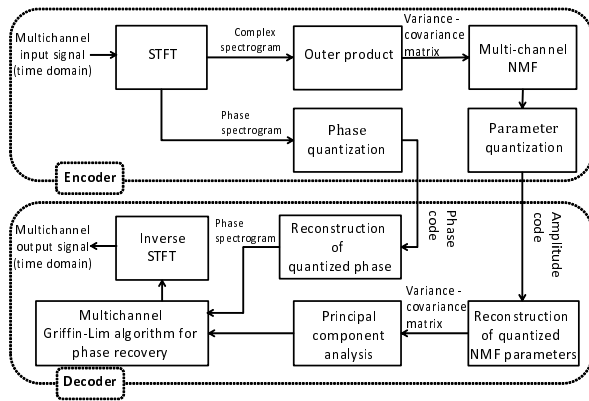 Multichannel
input signal
(time domain)
STFT
Complex
spectrogram
Outer product
Variance -
covariance
matrix
Multi-channel
NMF
Phase
spectrogram
Phase
quantization
Parameter
quantization
Encoder
Phase
code
Amplitude
code
Multichannel
output signal
(time domain)
Inverse
STFT
Phase
spectrogram
Reconstruction
of
quantized phase
Multichannel
Griffin-Lim algorithm for
phase recovery
Principal
component
analysis
Variance -
covariance
matrix
Reconstruction
of quantized
NMF parameters
Decoder